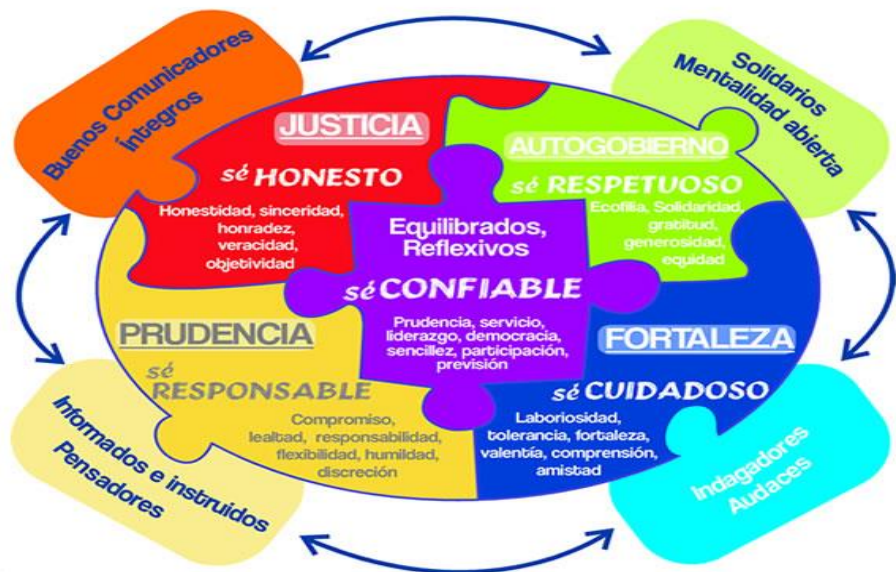 Buenos Comunicadores
Íntegros
Solidarios
Mentalidad abierta
JUSTICIA
sé HONESTO
Honestidad, sinceridad,
honradez,
veracidad,
objetividad
AUTOGOBIERNO
sé RESPETUOSO
Ecofilia, Solidaridad,
gratitud,
generosidad,
equidad
Equilibrados,
Reflexivos
sé CONFIABLE
Prudencia, servicio,
liderazgo, democracia,
sencillez, participación,
previsión
PRUDENCIA
sé
RESPONSABLE
Compromiso,
lealtad, responsabilidad,
flexibilidad, humildad,
discreción
FORTALEZA
sé CUIDADOSO
Laboriosidad,
tolerancia, fortaleza,
valentía, comprensión,
amistad
Informados e instruidos
Pensadores
Indagadores
Audaces